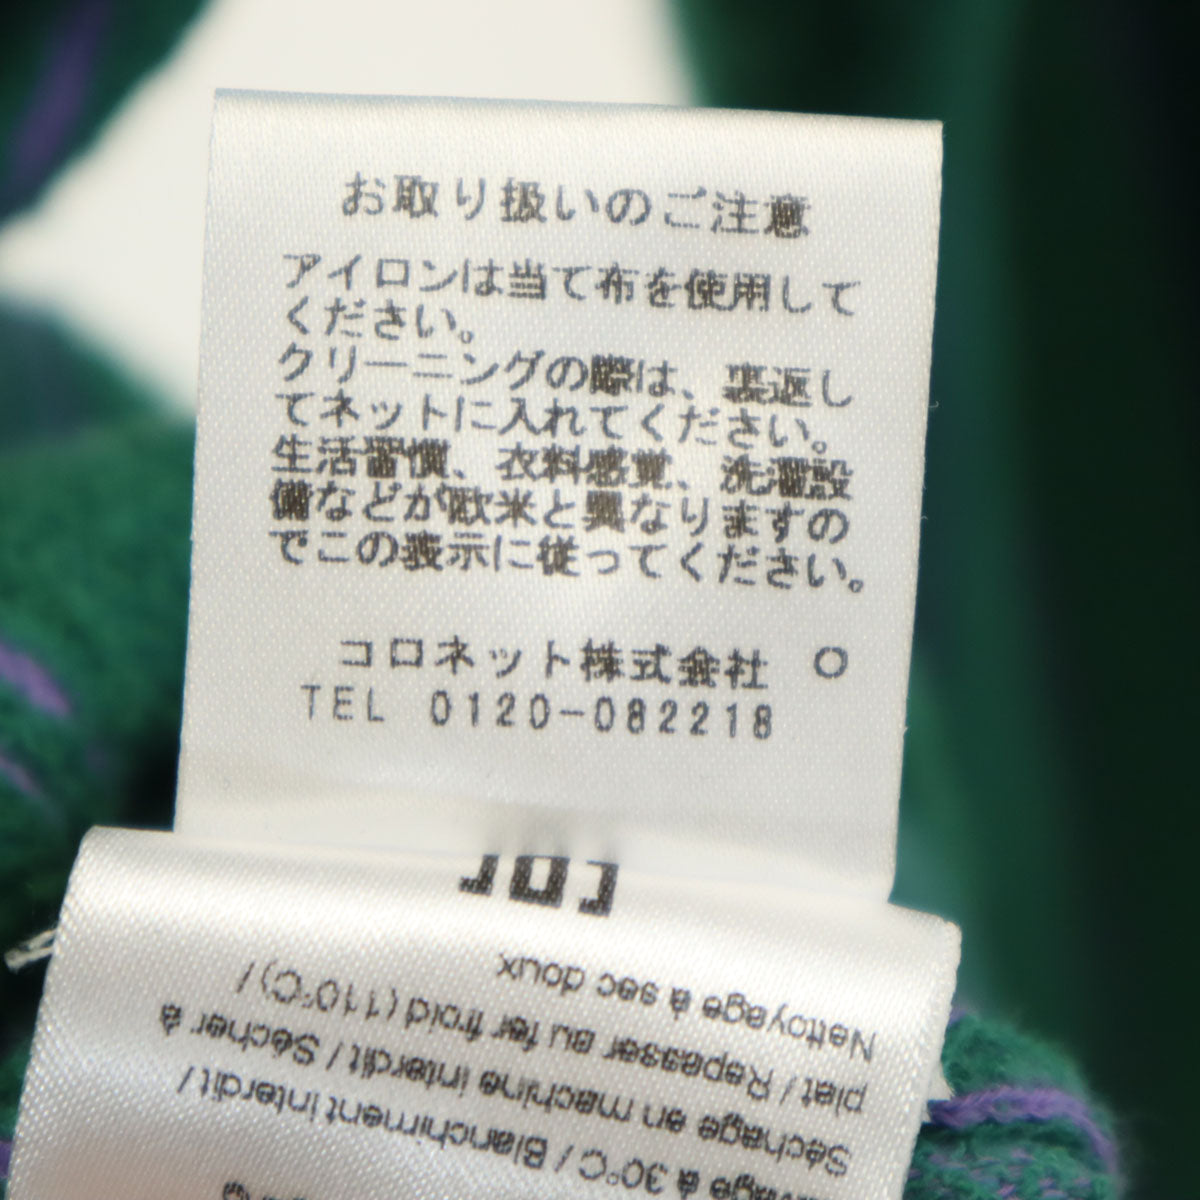 お取り扱いのご注意
アイロンは当て布を使用して
ください。
クリーニングの際は、裏返し
てネットに入れてください。
生活習慣、衣料感覚、洗濯設
備などが欧米と異なりますの
でこの表示に従ってください。
コロネット株式会社 O
TEL 0120-082218
à 30°C / Blanchiment interdit /
Séchage en machine interdit / Sécher à
plat / Repasser au fer froid (110°C) /
Nettoyage à sec doux